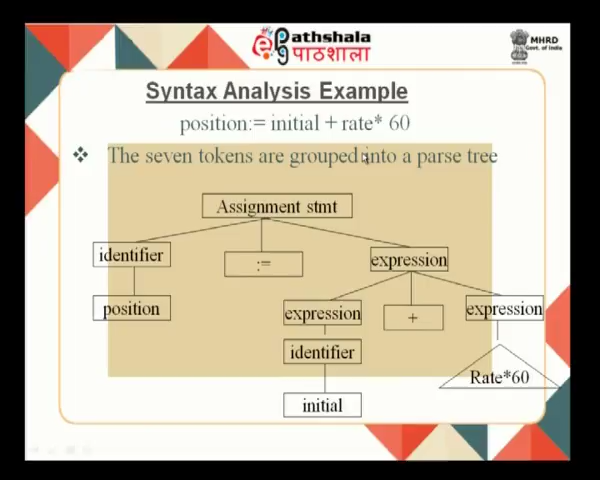 Pathshala
पाठशाला
MHRD
Govt. of India
Syntax Analysis Example
position:= initial + rate* 60
❖ The seven tokens are grouped into a parse tree
Assignment stmt
identifier := expression
position expression + expression
identifier Rate*60
initial